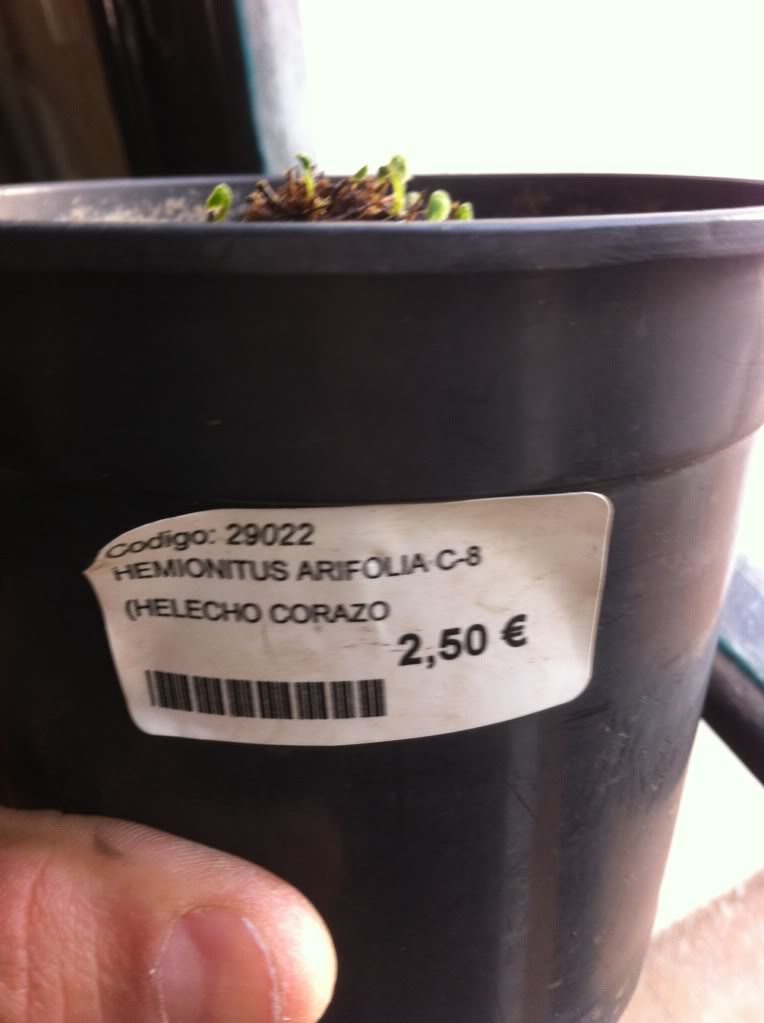 Codigo: 29022
HEMIONITUS ARIFOLIA C-8
(HELECHO CORAZO
2,50 €